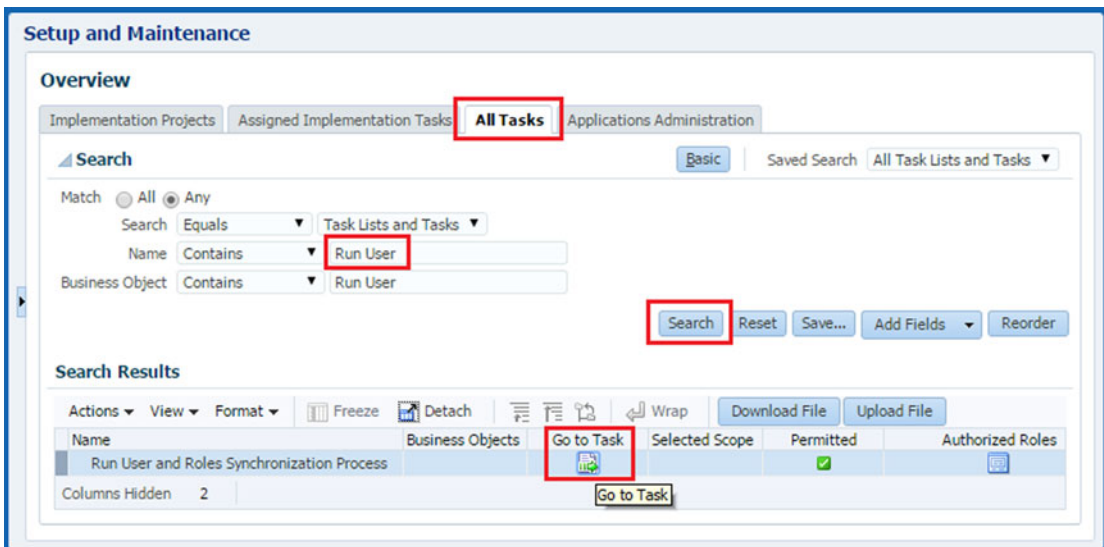 Setup and Maintenance
Overview
Implementation Projects Assigned Implementation Tasks All Tasks Applications Administration
Search Basic Saved Search All Task Lists and Tasks
Match All Any
Search Equals Task Lists and Tasks
Name Contains Run User
Business Object Contains Run User
Search Reset Save... Add Fields Reorder
Search Results
Actions View Format Freeze Detach Wrap Download File Upload File
Name Business Objects Go to Task Selected Scope Permitted Authorized Roles
Run User and Roles Synchronization Process
Columns Hidden 2
Go to Task